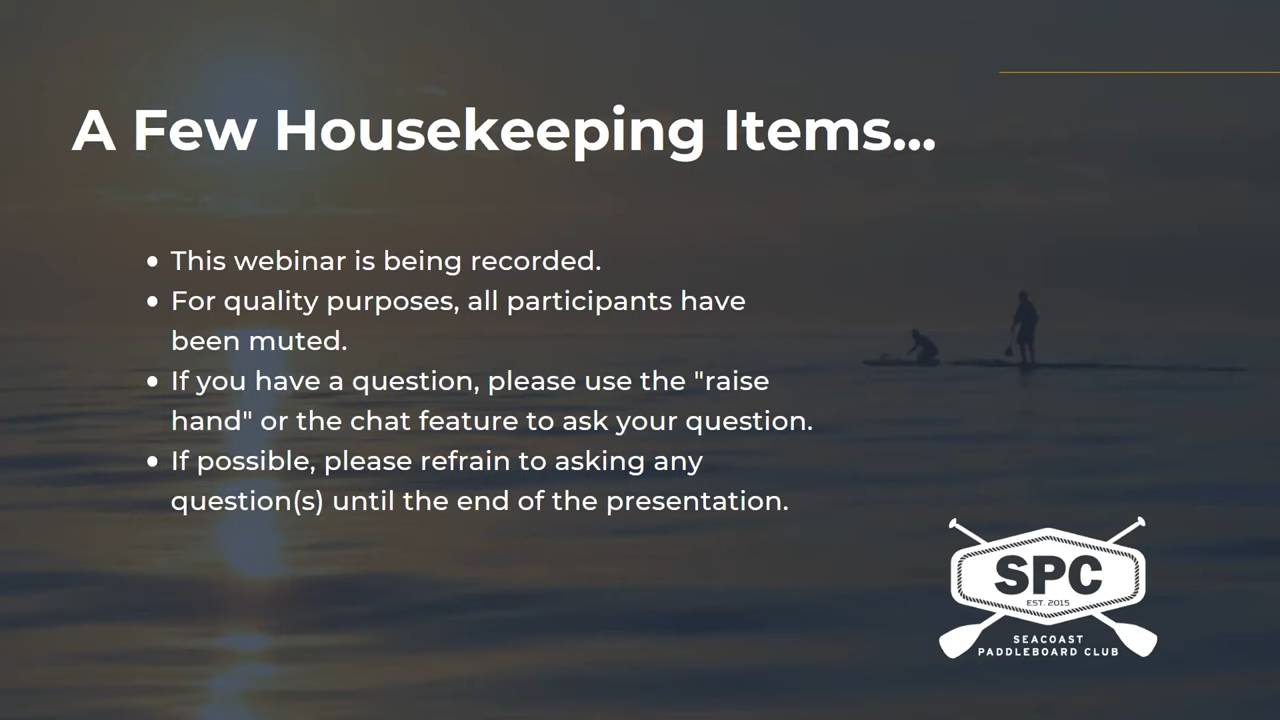 A Few Housekeeping Items...
• This webinar is being recorded.
• For quality purposes, all participants have
been muted.
• If you have a question, please use the "raise
hand" or the chat feature to ask your question.
• If possible, please refrain to asking any
question(s) until the end of the presentation.
SPC
EST. 2015
SEACOAST
PADDLEBOARD CLUB